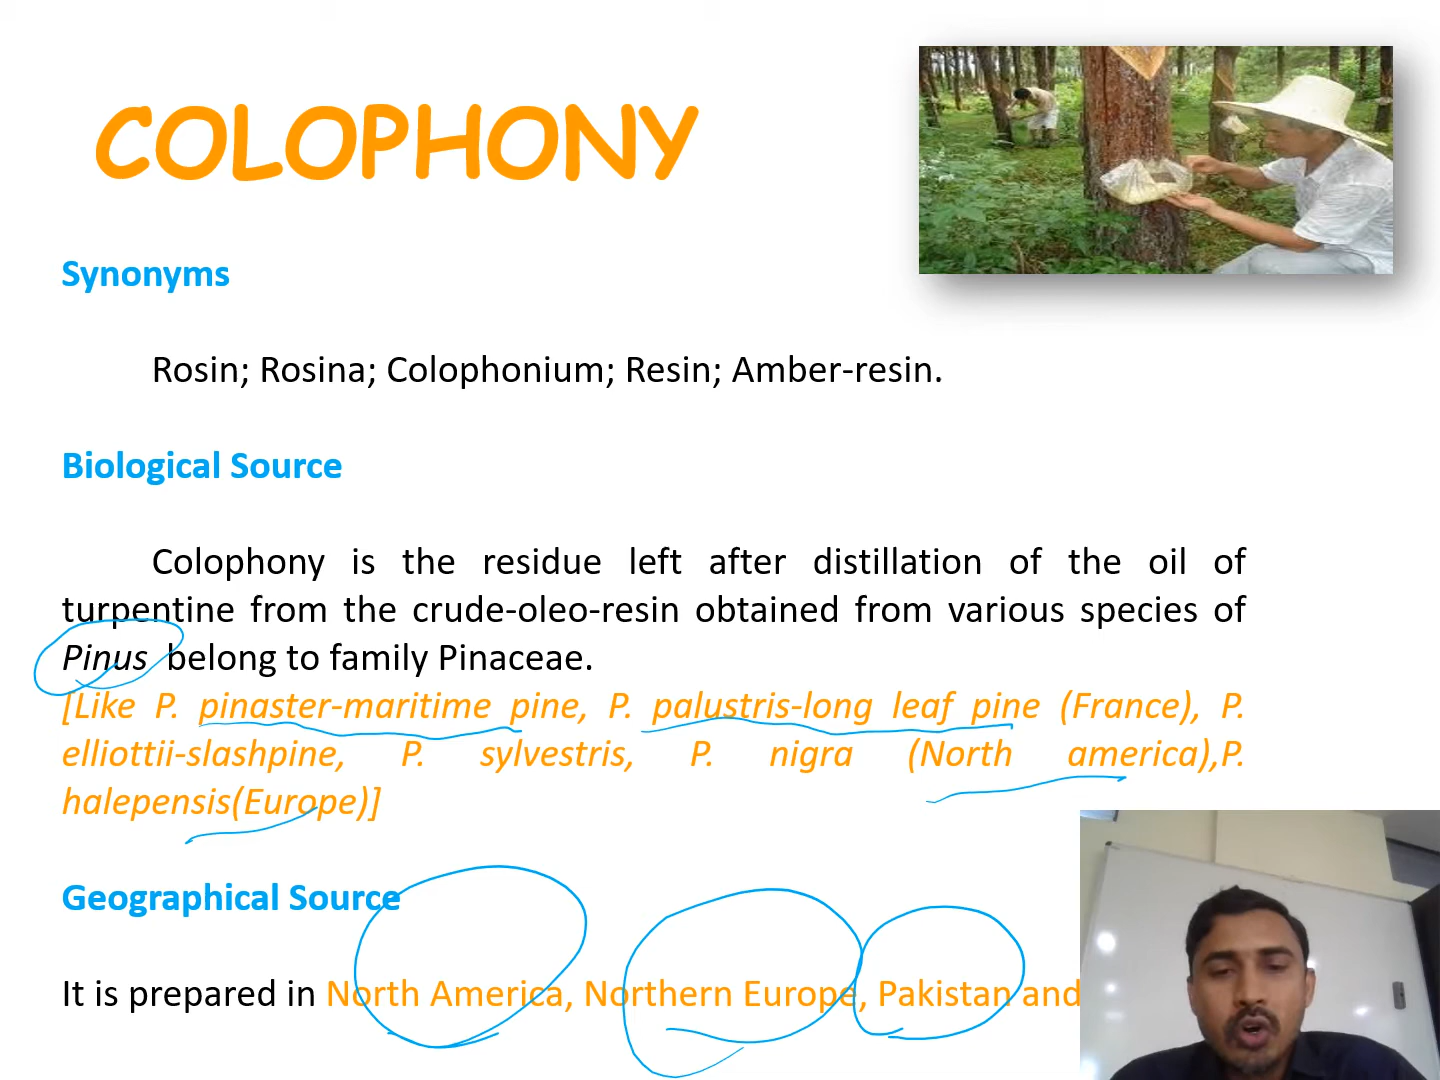 COLOPHONY
Synonyms
Rosin; Rosina; Colophonium; Resin; Amber-resin.
Biological Source
Colophony is the residue left after distillation of the oil of
turpentine from the crude-oleo-resin obtained from various species of
Pinus belong to family Pinaceae.
[Like P. pinaster-maritime pine, P. palustris-long leaf pine (France), P.
elliottii-slashpine, P. sylvestris, P. nigra (North america),P.
halepensis(Europe)]
Geographical Source
It is prepared in North America, Northern Europe, Pakistan and